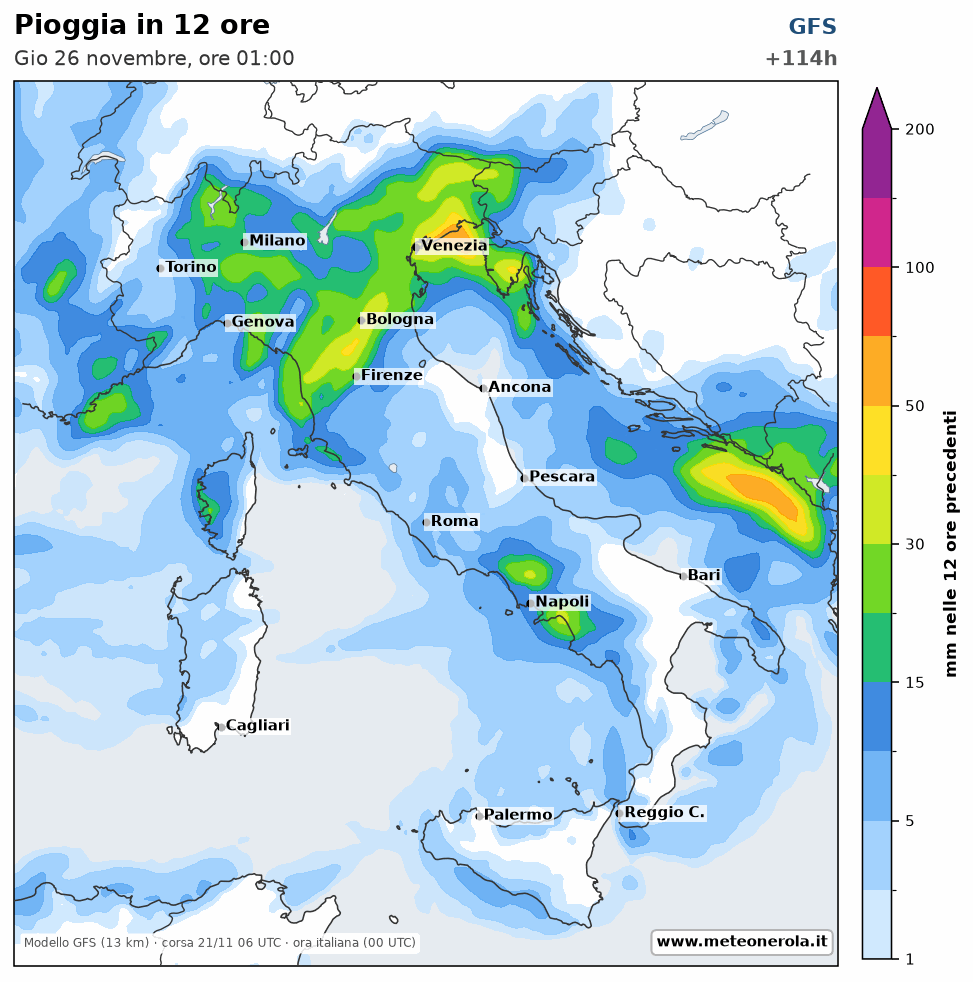 Pioggia in 12 ore
GFS
Gio 26 novembre, ore 01:00
+114h
200
100
50
30
15
5
1
mm nelle 12 ore precedenti
Milano
Venezia
Torino
Genova
Bologna
Firenze
Ancona
Pescara
Roma
Bari
Napoli
Cagliari
Palermo
Reggio C.
Modello GFS (13 km) · corsa 21/11 06 UTC · ora italiana (00 UTC)
www.meteonerola.it